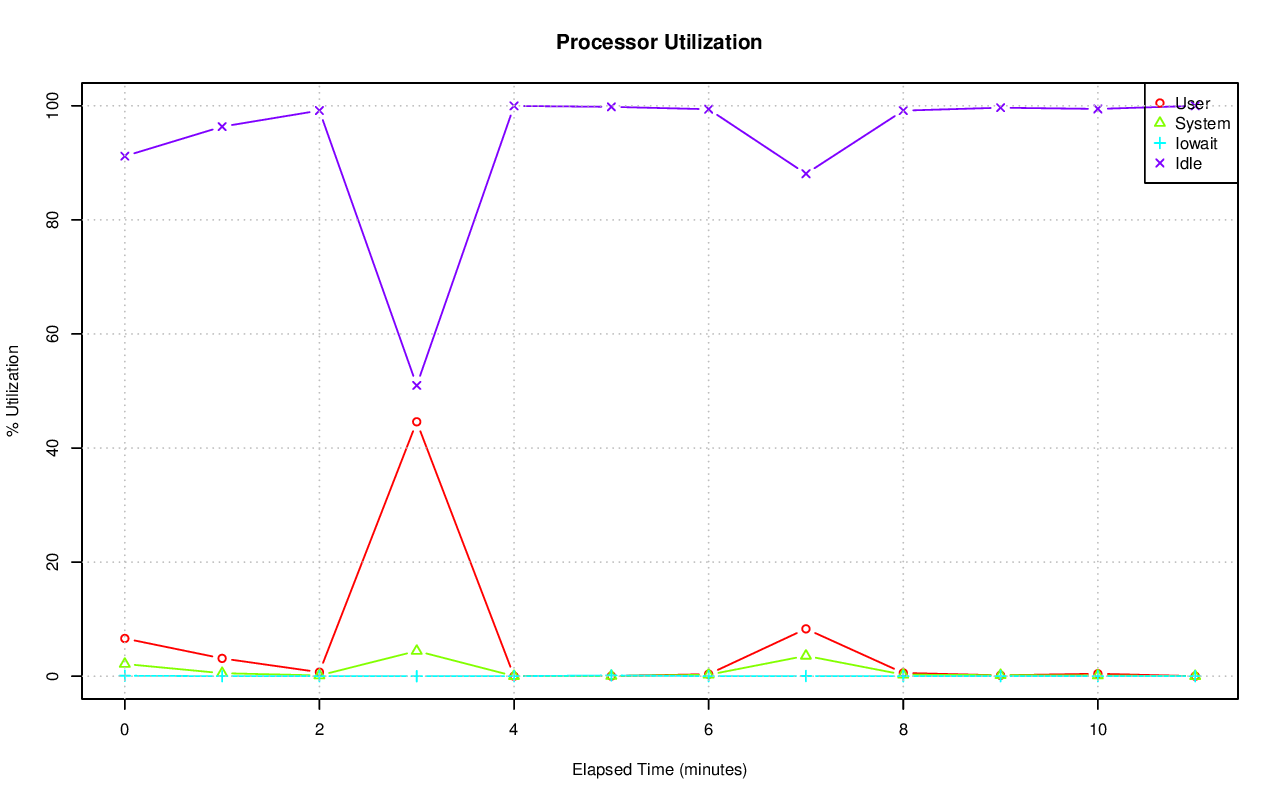 Processor Utilization
100
80
60
40
20
0
% Utilization
User
System
Iowait
Idle
0 2 4 6 8 10
Elapsed Time (minutes)